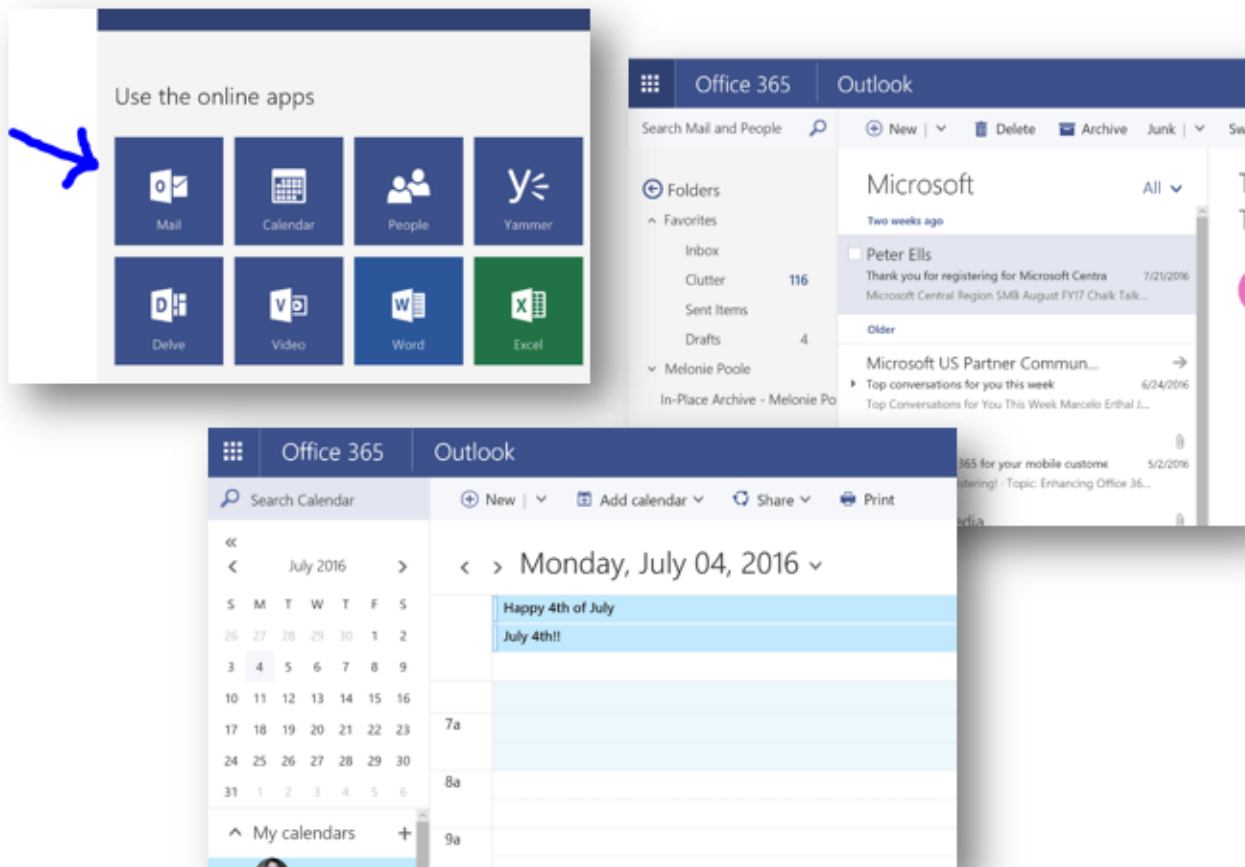 Use the online apps
Mail Calendar People Yammer
Delve Video Word Excel
Office 365 Outlook
Search Mail and People New Delete Archive Junk
Folders
Favorites
Inbox
Clutter 116
Sent Items
Drafts 4
Melonie Poole
In-Place Archive - Melonie Po
Microsoft All
Two weeks ago
Peter Ells
Thank you for registering for Microsoft Centra 7/21/2016
Microsoft Central Region SMB August FY17 Chalk Talk...
Older
Microsoft US Partner Commun...
Top conversations for you this week 6/24/2016
Top Conversations for You This Week Marcelo Erthal J...
365 for your mobile custome 5/2/2016
istering! · Topic: Enhancing Office 36...
edia
Office 365 Outlook
Search Calendar New Add calendar Share Print
July 2016
S M T W T F S
26 27 28 29 30 1 2
3 4 5 6 7 8 9
10 11 12 13 14 15 16
17 18 19 20 21 22 23
24 25 26 27 28 29 30
31 1 2 3 4 5 6
My calendars
Monday, July 04, 2016
Happy 4th of July
July 4th!!
7a
8a
9a